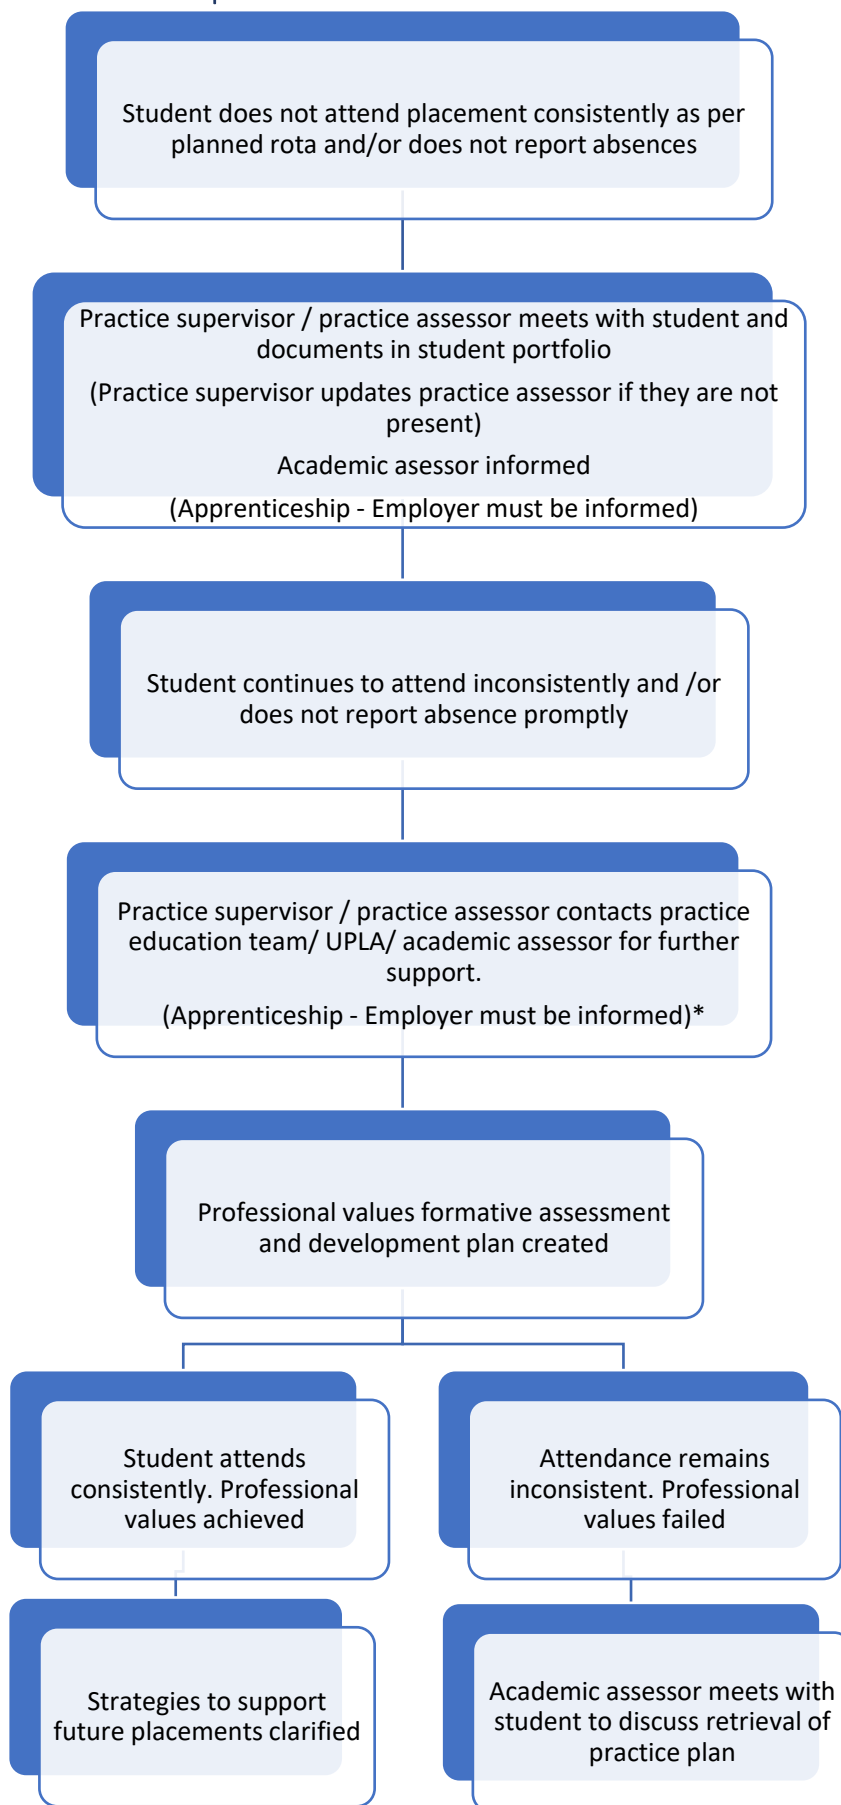 Student does not attend placement consistently as per
planned rota and/or does not report absences
Practice supervisor / practice assessor meets with student and
documents in student portfolio
(Practice supervisor updates practice assessor if they are not
present)
Academic asessor informed
(Apprenticeship - Employer must be informed)
Student continues to attend inconsistently and /or
does not report absence promptly
Practice supervisor / practice assessor contacts practice
education team/ UPLA/ academic assessor for further
support.
(Apprenticeship - Employer must be informed)*
Professional values formative assessment
and development plan created
Student attends
consistently. Professional
values achieved
Attendance remains
inconsistent. Professional
values failed
Strategies to support
future placements clarified
Academic assessor meets with
student to discuss retrieval of
practice plan